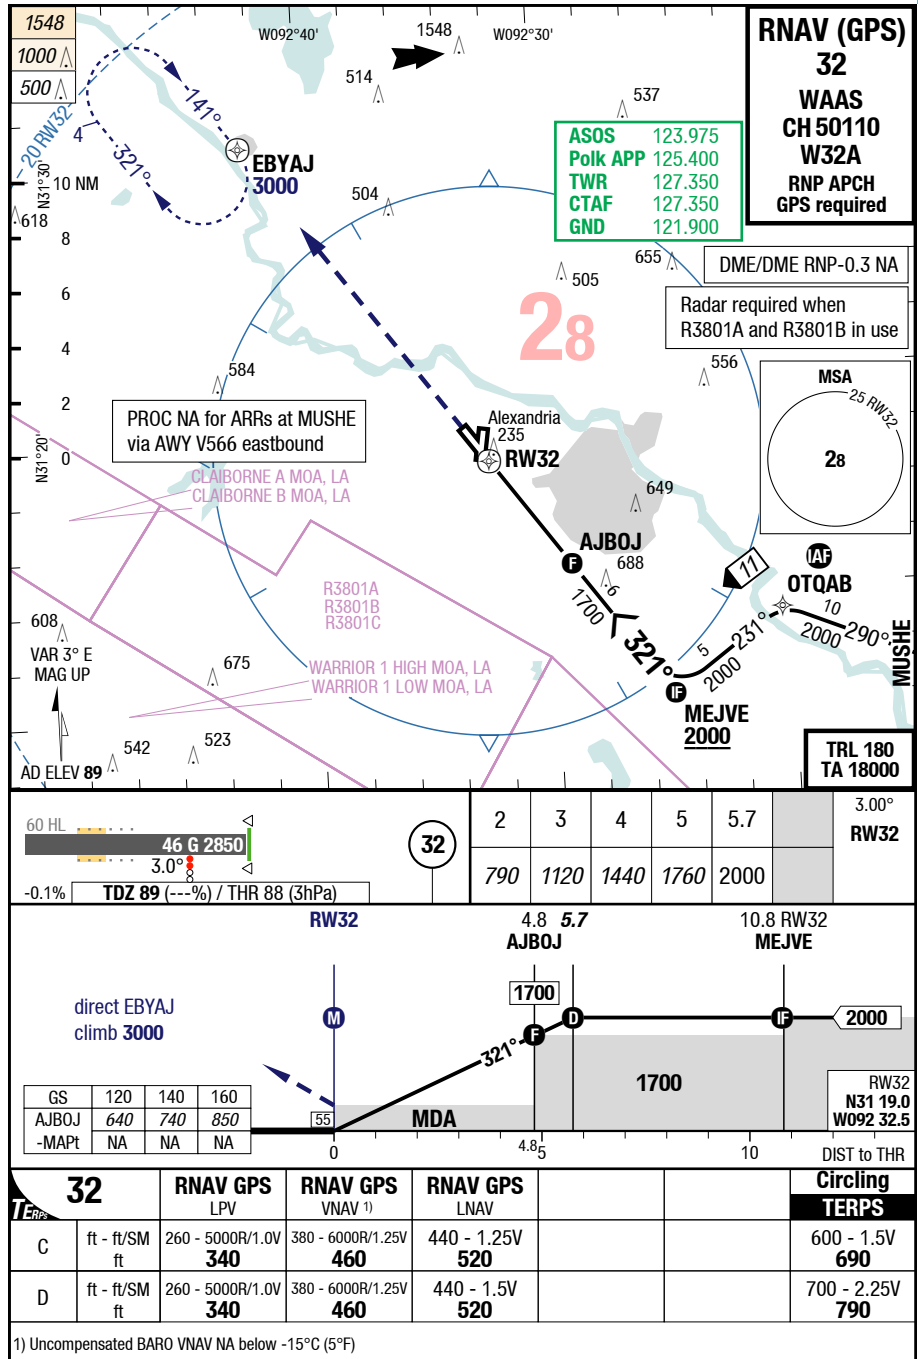 1548
1000
500
20 RW32
W092°40'
W092°30'
1548
514
537
504
618
N31°30'
10 NM
8
6
4
2
0
N31°20'
141°
321°
4
EBYAJ
3000
ASOS 123.975
Polk APP 125.400
TWR 127.350
CTAF 127.350
GND 121.900
RNAV (GPS)
32
WAAS
CH 50110
W32A
RNP APCH
GPS required
655
505
DME/DME RNP-0.3 NA
Radar required when
R3801A and R3801B in use
28
584
556
MSA
25 RW32
28
PROC NA for ARRs at MUSHE
via AWY V566 eastbound
Alexandria
235
RW32
CLAIBORNE A MOA, LA
CLAIBORNE B MOA, LA
649
AJBOJ
F
688
6
1700
11
IAF
OTQAB
10
2000
290°
MUSHE
R3801A
R3801B
R3801C
321°
5
231°
2000
IF
MEJVE
2000
608
VAR 3° E
MAG UP
675
WARRIOR 1 HIGH MOA, LA
WARRIOR 1 LOW MOA, LA
542
523
AD ELEV 89
TRL 180
TA 18000
60 HL
46 G 2850
3.0°
-0.1%
TDZ 89 (---%) / THR 88 (3hPa)
32
2 3 4 5 5.7
790 1120 1440 1760 2000
3.00°
RW32
RW32
4.8 5.7
AJBOJ
10.8 RW32
MEJVE
direct EBYAJ
climb 3000
M
1700
F
D
IF
2000
321°
1700
MDA
55
GS 120 140 160
AJBOJ 640 740 850
-MAPt NA NA NA
RW32
N31 19.0
W092 32.5
0
4.8
5
10
DIST to THR
TERPS
32
RNAV GPS
LPV
RNAV GPS
VNAV 1)
RNAV GPS
LNAV
Circling
TERPS
C ft - ft/SM 260 - 5000R/1.0V 380 - 6000R/1.25V 440 - 1.25V 600 - 1.5V
ft 340 460 520 690
D ft - ft/SM 260 - 5000R/1.0V 380 - 6000R/1.25V 440 - 1.5V 700 - 2.25V
ft 340 460 520 790
1) Uncompensated BARO VNAV NA below -15°C (5°F)